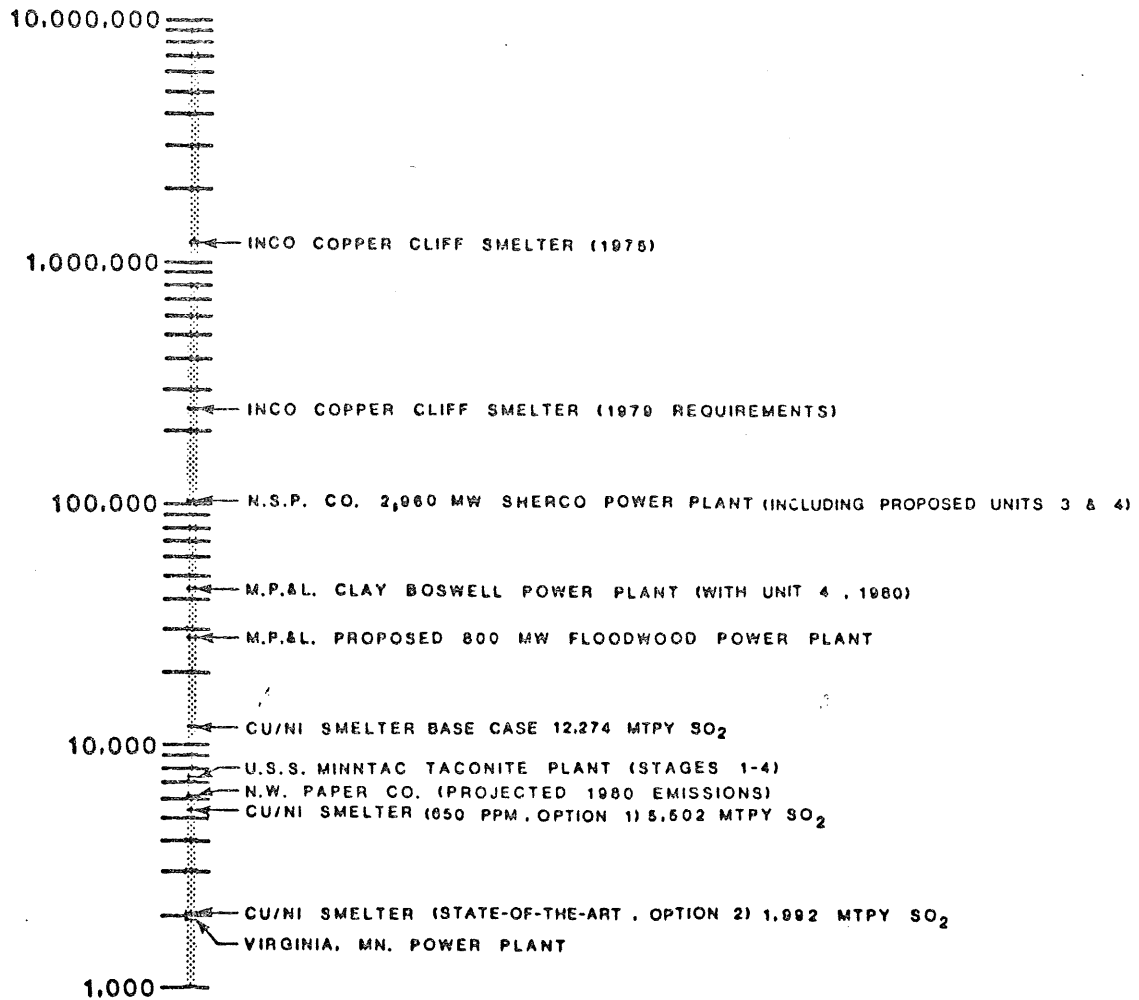 10,000,000
INCO COPPER CLIFF SMELTER (1975)
1,000,000
INCO COPPER CLIFF SMELTER (1979 REQUIREMENTS)
N.S.P. CO. 2,960 MW SHERCO POWER PLANT (INCLUDING PROPOSED UNITS 3 & 4)
100,000
M.P.&L. CLAY BOSWELL POWER PLANT (WITH UNIT 4 , 1980)
M.P.&L. PROPOSED 800 MW FLOODWOOD POWER PLANT
CU/NI SMELTER BASE CASE 12,274 MTPY SO₂
10,000
U.S.S. MINNTAC TACONITE PLANT (STAGES 1-4)
N.W. PAPER CO. (PROJECTED 1980 EMISSIONS)
CU/NI SMELTER (650 PPM , OPTION 1) 5,502 MTPY SO₂
CU/NI SMELTER (STATE-OF-THE-ART , OPTION 2) 1,992 MTPY SO₂
VIRGINIA, MN. POWER PLANT
1,000